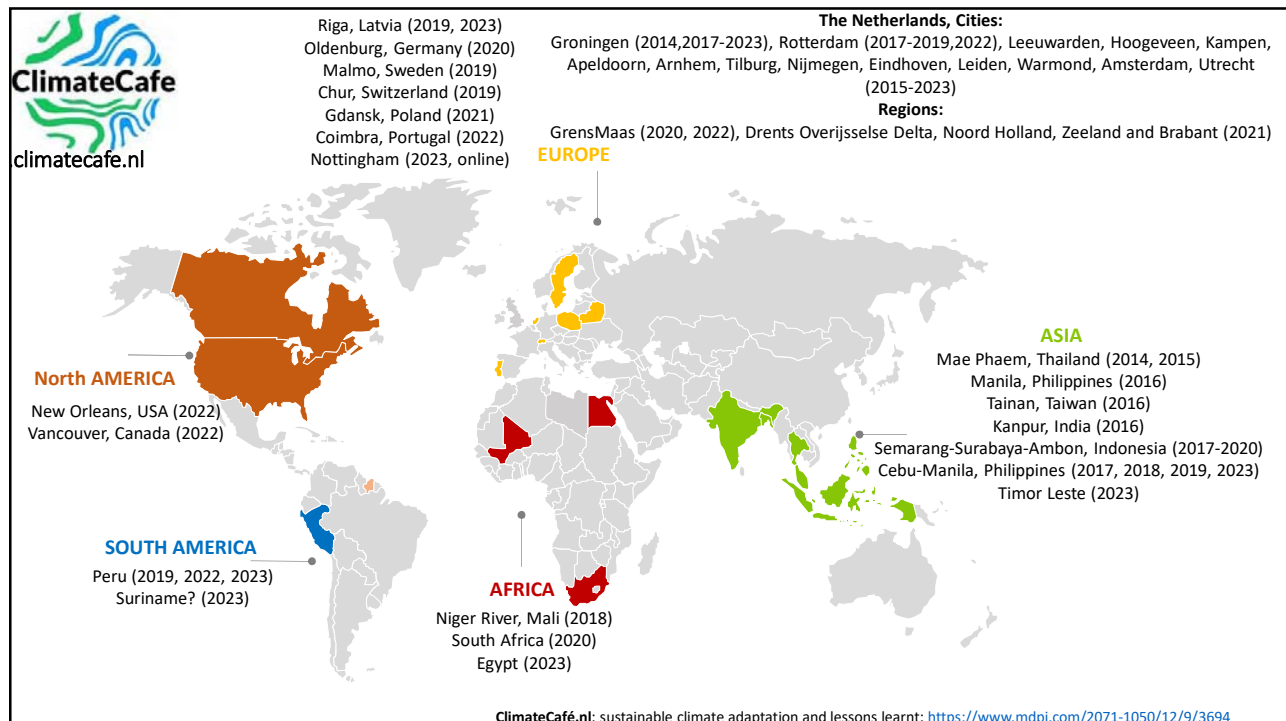 ClimateCafe
.climatecafe.nl
Riga, Latvia (2019, 2023)
Oldenburg, Germany (2020)
Malmo, Sweden (2019)
Chur, Switzerland (2019)
Gdansk, Poland (2021)
Coimbra, Portugal (2022)
Nottingham (2023, online)
The Netherlands, Cities:
Groningen (2014,2017-2023), Rotterdam (2017-2019,2022), Leeuwarden, Hoogeveen, Kampen,
Apeldoorn, Arnhem, Tilburg, Nijmegen, Eindhoven, Leiden, Warmond, Amsterdam, Utrecht
(2015-2023)
Regions:
GrensMaas (2020, 2022), Drents Overijsselse Delta, Noord Holland, Zeeland and Brabant (2021)
EUROPE
North AMERICA
New Orleans, USA (2022)
Vancouver, Canada (2022)
ASIA
Mae Phaem, Thailand (2014, 2015)
Manila, Philippines (2016)
Tainan, Taiwan (2016)
Kanpur, India (2016)
Semarang-Surabaya-Ambon, Indonesia (2017-2020)
Cebu-Manila, Philippines (2017, 2018, 2019, 2023)
Timor Leste (2023)
SOUTH AMERICA
Peru (2019, 2022, 2023)
Suriname? (2023)
AFRICA
Niger River, Mali (2018)
South Africa (2020)
Egypt (2023)
ClimateCafé.nl: sustainable climate adaptation and lessons learnt: https://www.mdpi.com/2071-1050/12/9/3694